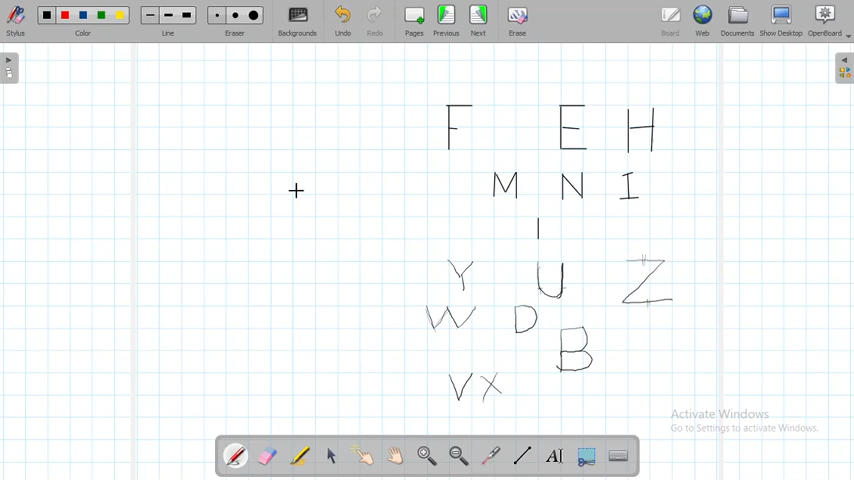 Stylus Color Line Eraser Backgrounds Undo Redo Pages Previous Next Erase Board Web Documents Show Desktop OpenBoard
F E H
M N I
I
Y U Z
W D
B
V X
Activate Windows
Go to Settings to activate Windows.
AI